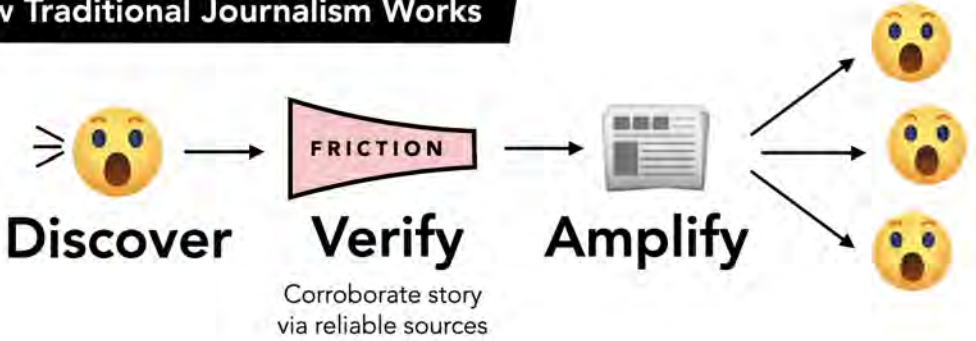 Traditional Journalism Works
Discover
FRICTION
Verify
Corroborate story
via reliable sources
Amplify